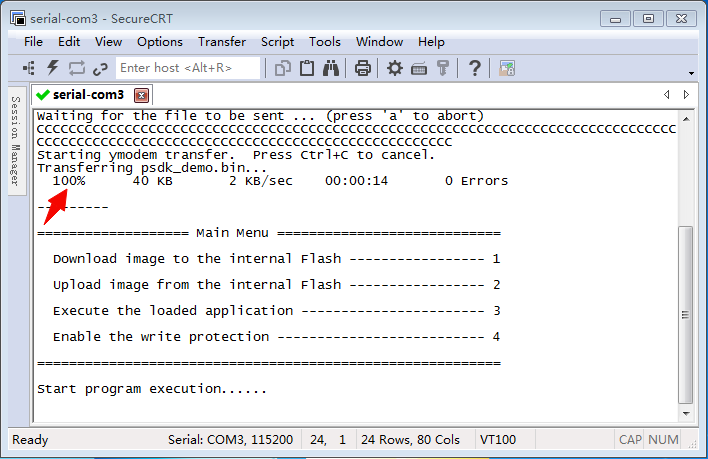 serial-com3 - SecureCRT
File Edit View Options Transfer Script Tools Window Help
Enter host <Alt+R>
Session Manager
serial-com3
Waiting for the file to be sent ... (press 'a' to abort)
CCCCCCCCCCCCCCCCCCCCCCCCCCCCCCCCCCCCCCCCCCCCCCCCCCCCCCCCCCCCCCCCCCCCCCCCCCCCCCCC
CCCCCCCCCCCCCCCCCCCCCCCCCCCCCCCCCCCCCCCCCCCCCCCCCCCC
Starting ymodem transfer.  Press Ctrl+C to cancel.
Transferring psdk_demo.bin...
  100%      40 KB       2 KB/sec    00:00:14       0 Errors
---------
=================== Main Menu ============================
  Download image to the internal Flash ----------------- 1
  Upload image from the internal Flash ----------------- 2
  Execute the loaded application ----------------------- 3
  Enable the write protection -------------------------- 4
==========================================================
Start program execution......
Ready Serial: COM3, 115200 24, 1 24 Rows, 80 Cols VT100 CAP NUM